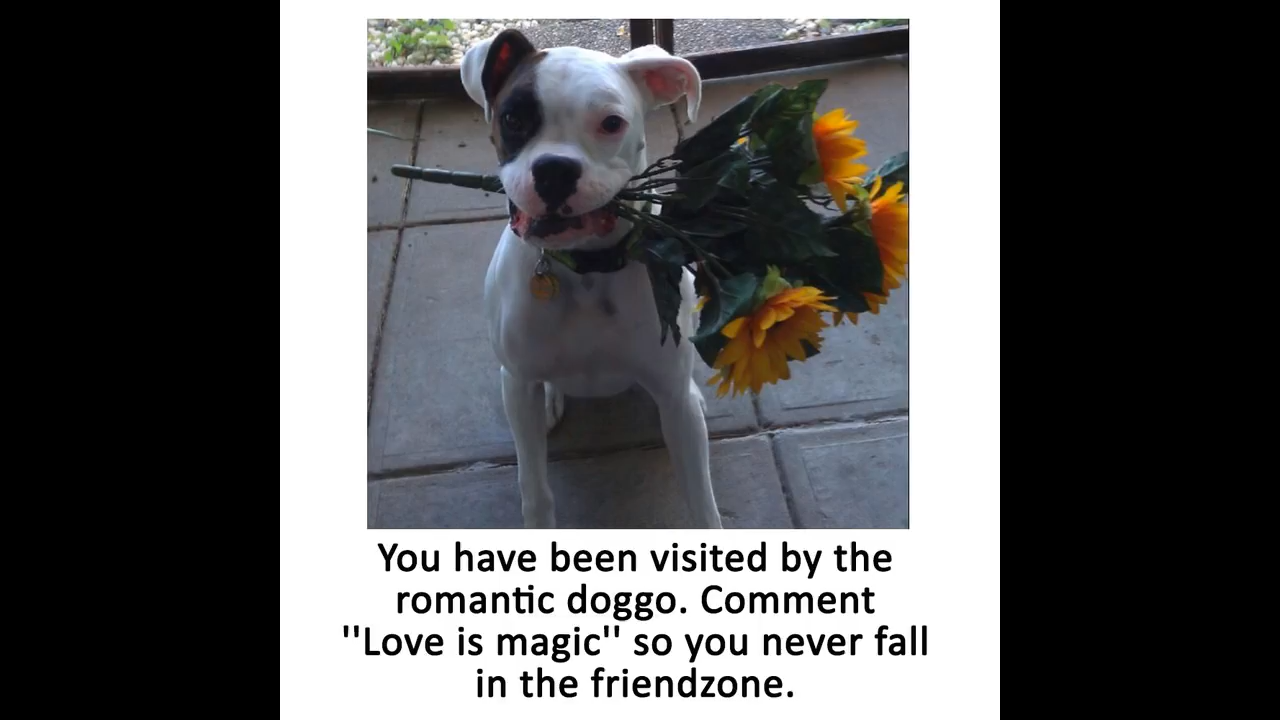 You have been visited by the
romantic doggo. Comment
"Love is magic" so you never fall
in the friendzone.